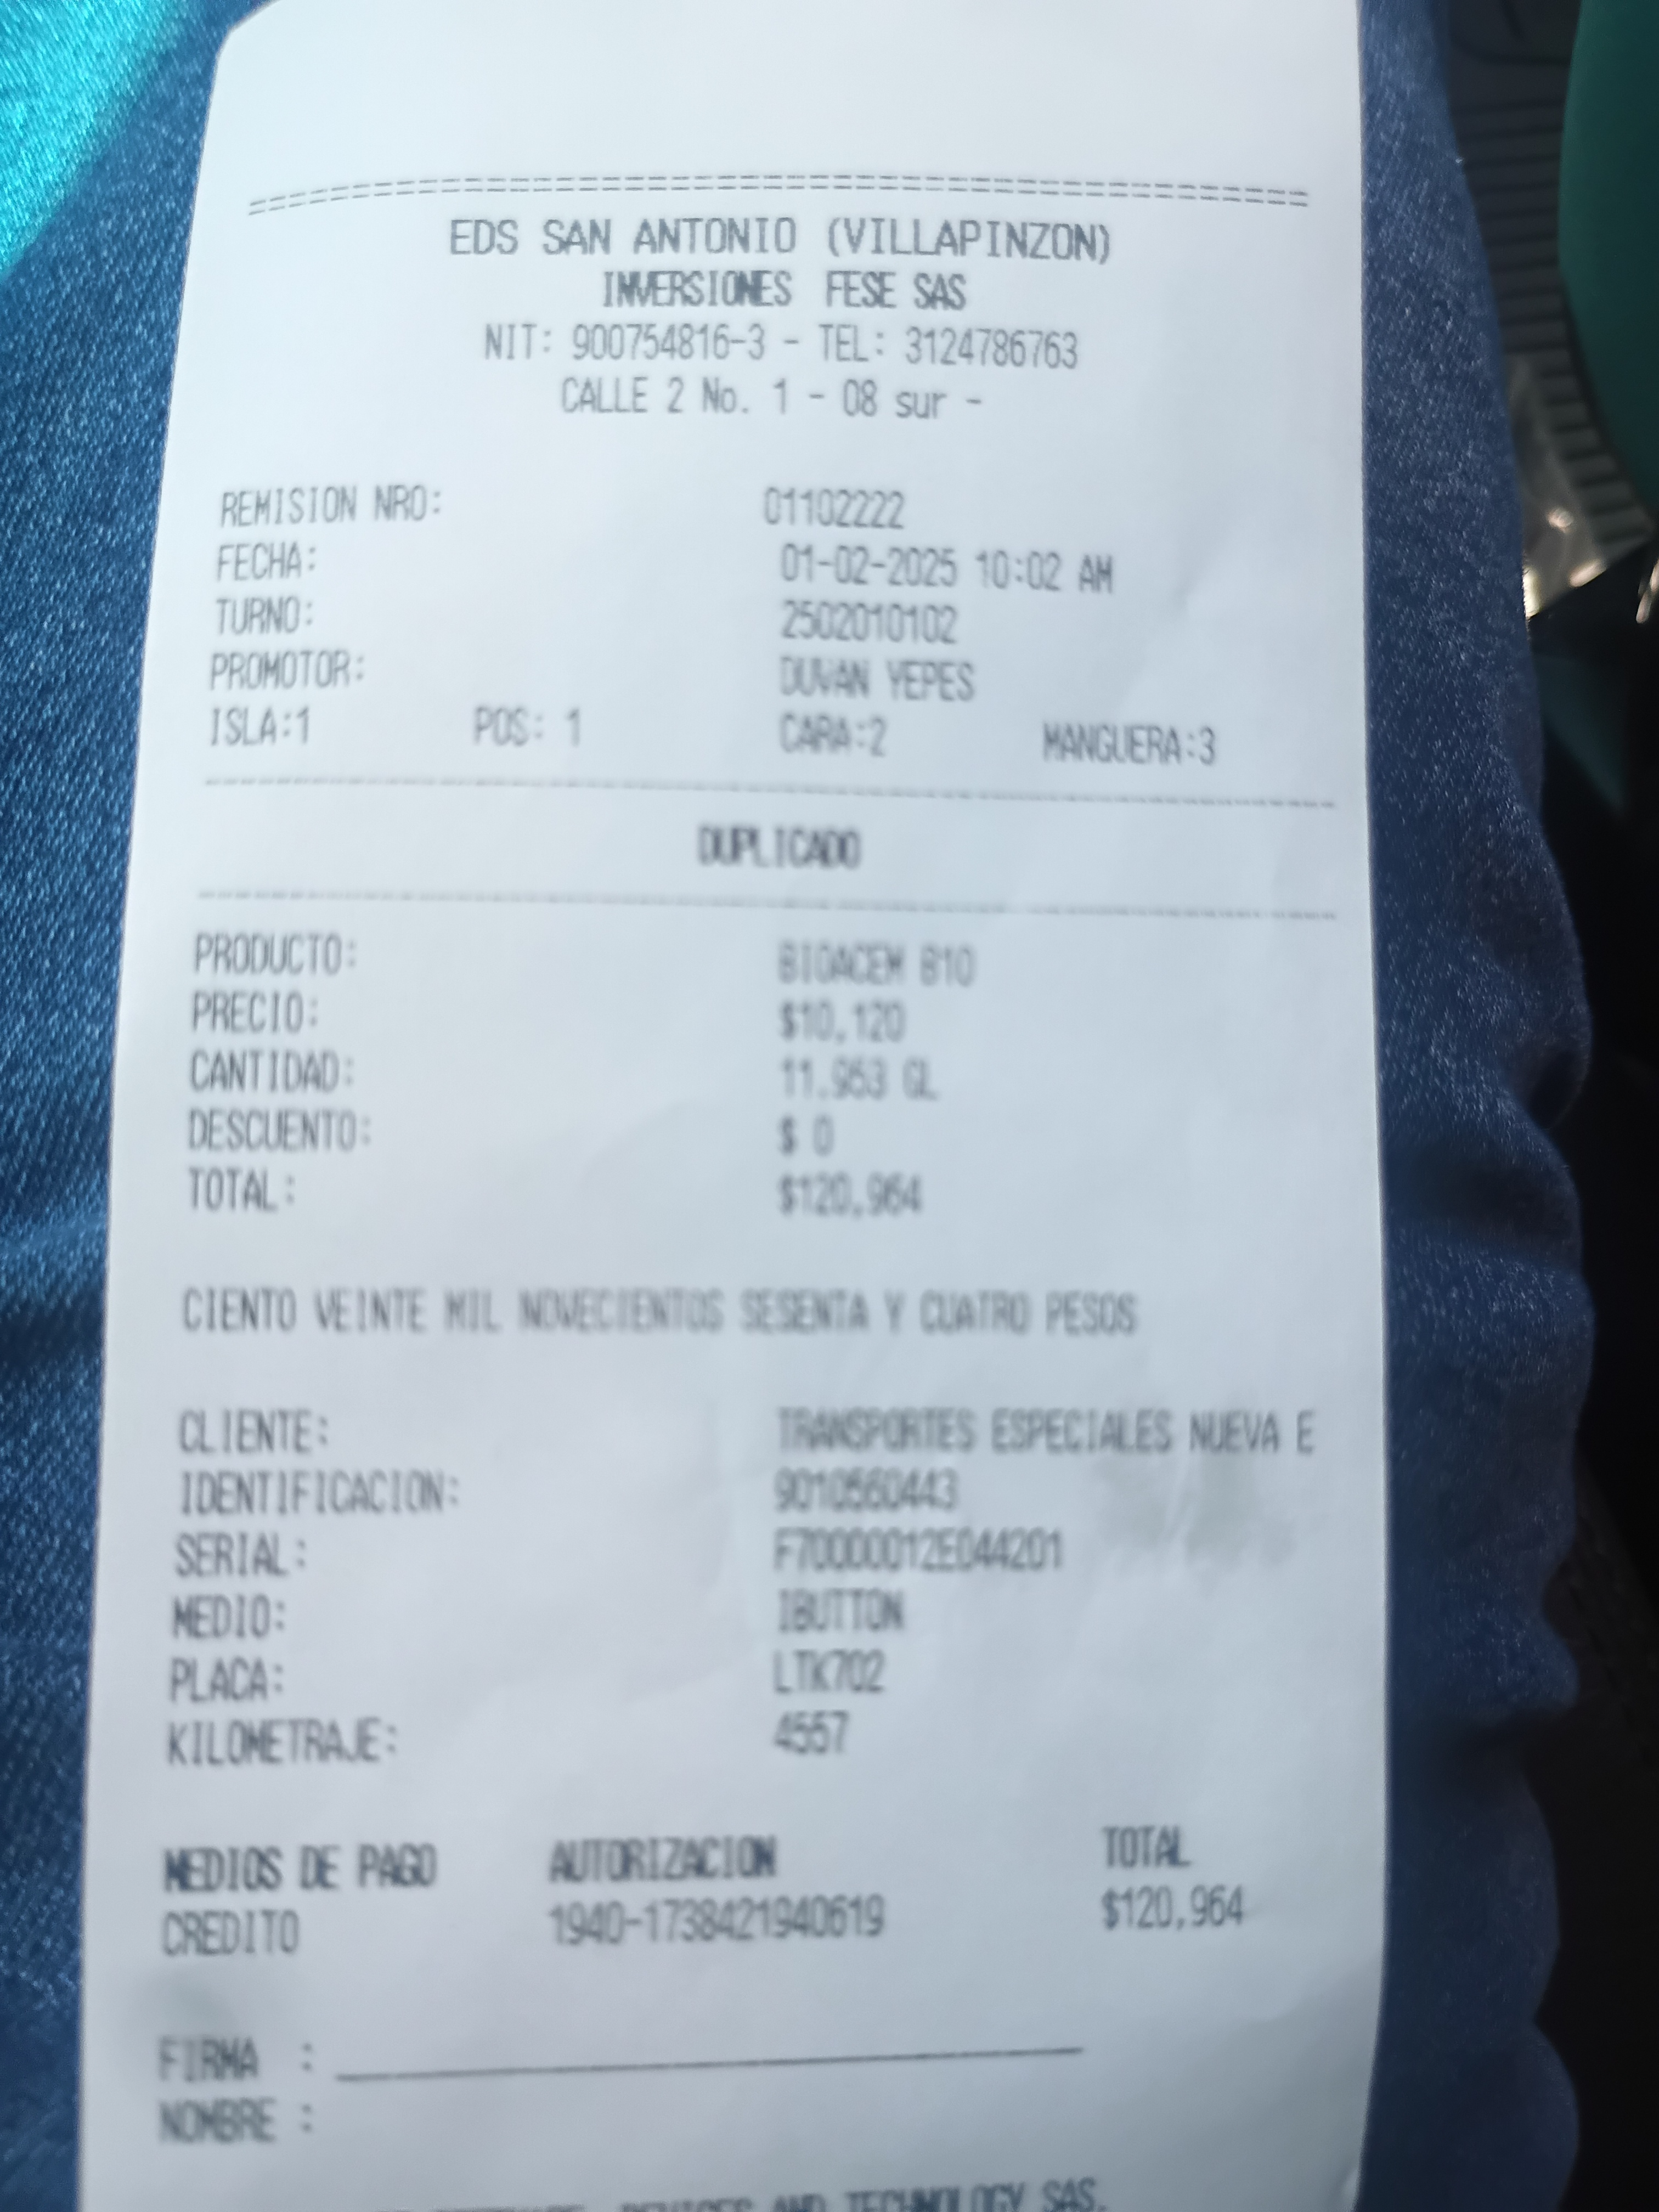 EDS SAN ANTONIO (VILLAPINZON)
INVERSIONES FESE SAS
NIT: 900754816-3 - TEL: 3124786763
CALLE 2 No. 1 - 08 sur -
REMISION NRO: 01102222
FECHA: 01-02-2025 10:02 AM
TURNO: 2502010102
PROMOTOR: DUVAN YEPES
ISLA:1 POS: 1 CARA:2 MANGUERA:3
DUPLICADO
PRODUCTO: BIOACEM B10
PRECIO: $10,120
CANTIDAD: 11.953 GL
DESCUENTO: $ 0
TOTAL: $120,964
CIENTO VEINTE MIL NOVECIENTOS SESENTA Y CUATRO PESOS
CLIENTE: TRANSPORTES ESPECIALES NUEVA E
IDENTIFICACION: 9010560443
SERIAL: F70000012E044201
MEDIO: IBUTTON
PLACA: LTK702
KILOMETRAJE: 4557
MEDIOS DE PAGO AUTORIZACION TOTAL
CREDITO 1940-1738421940619 $120,964
FIRMA :
NOMBRE :
DEVICES AND TECHNOLOGY SAS.